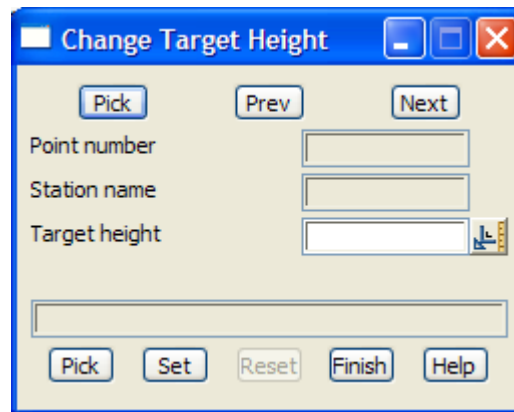 Change Target Height
Pick Prev Next
Point number
Station name
Target height
Pick Set Reset Finish Help